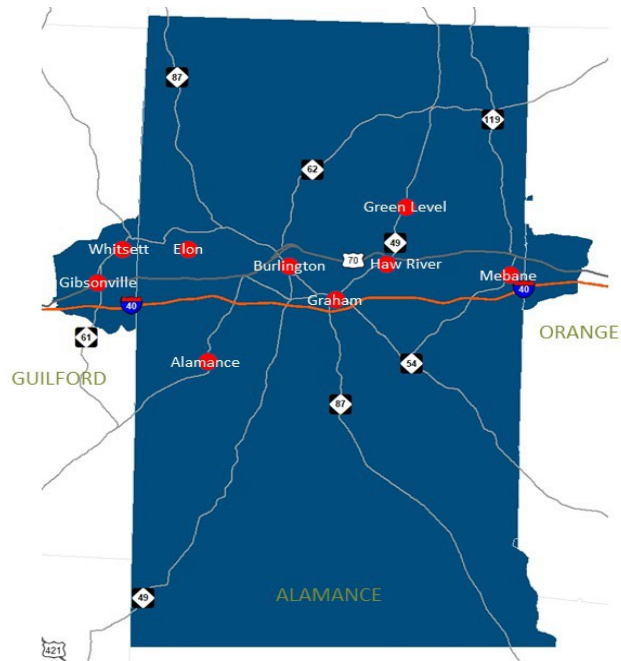 87
119
62
Green Level
49
Whitsett
Elon
70
Burlington
Haw River
Gibsonville
Mebane
40
40
Graham
61
ORANGE
Alamance
54
GUILFORD
87
49
ALAMANCE
421